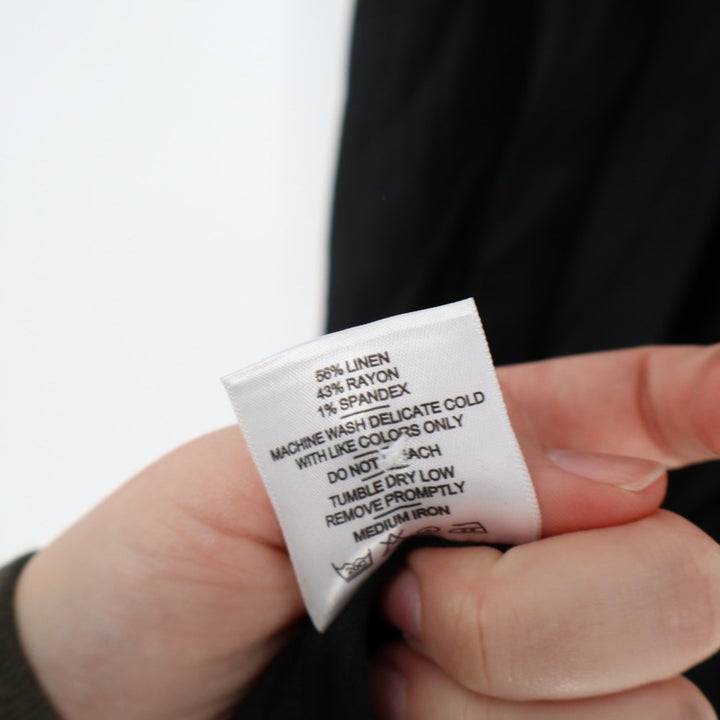 56% LINEN
43% RAYON
1% SPANDEX
MACHINE WASH DELICATE COLD
WITH LIKE COLORS ONLY
DO NOT
TUMBLE DRY LOW
REMOVE PROMPTLY
MEDIUM IRON